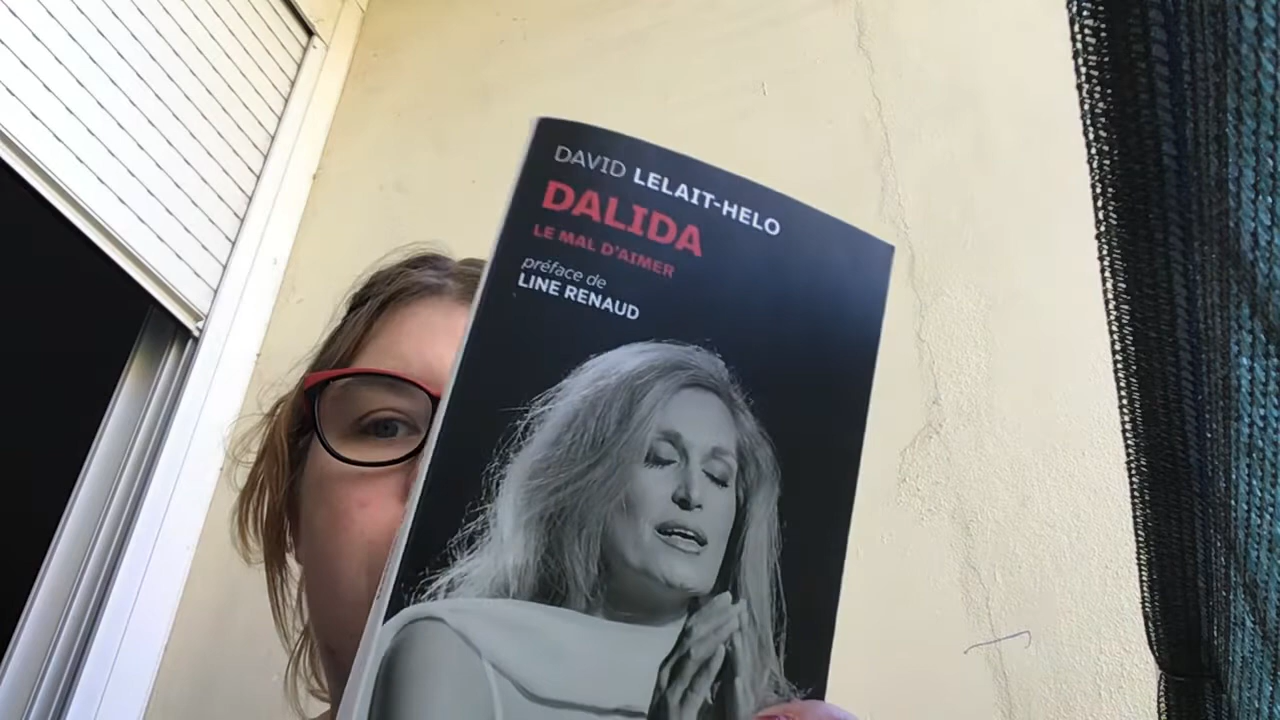 DAVID LELAIT-HELO
DALIDA
LE MAL D'AIMER
préface de
LINE RENAUD